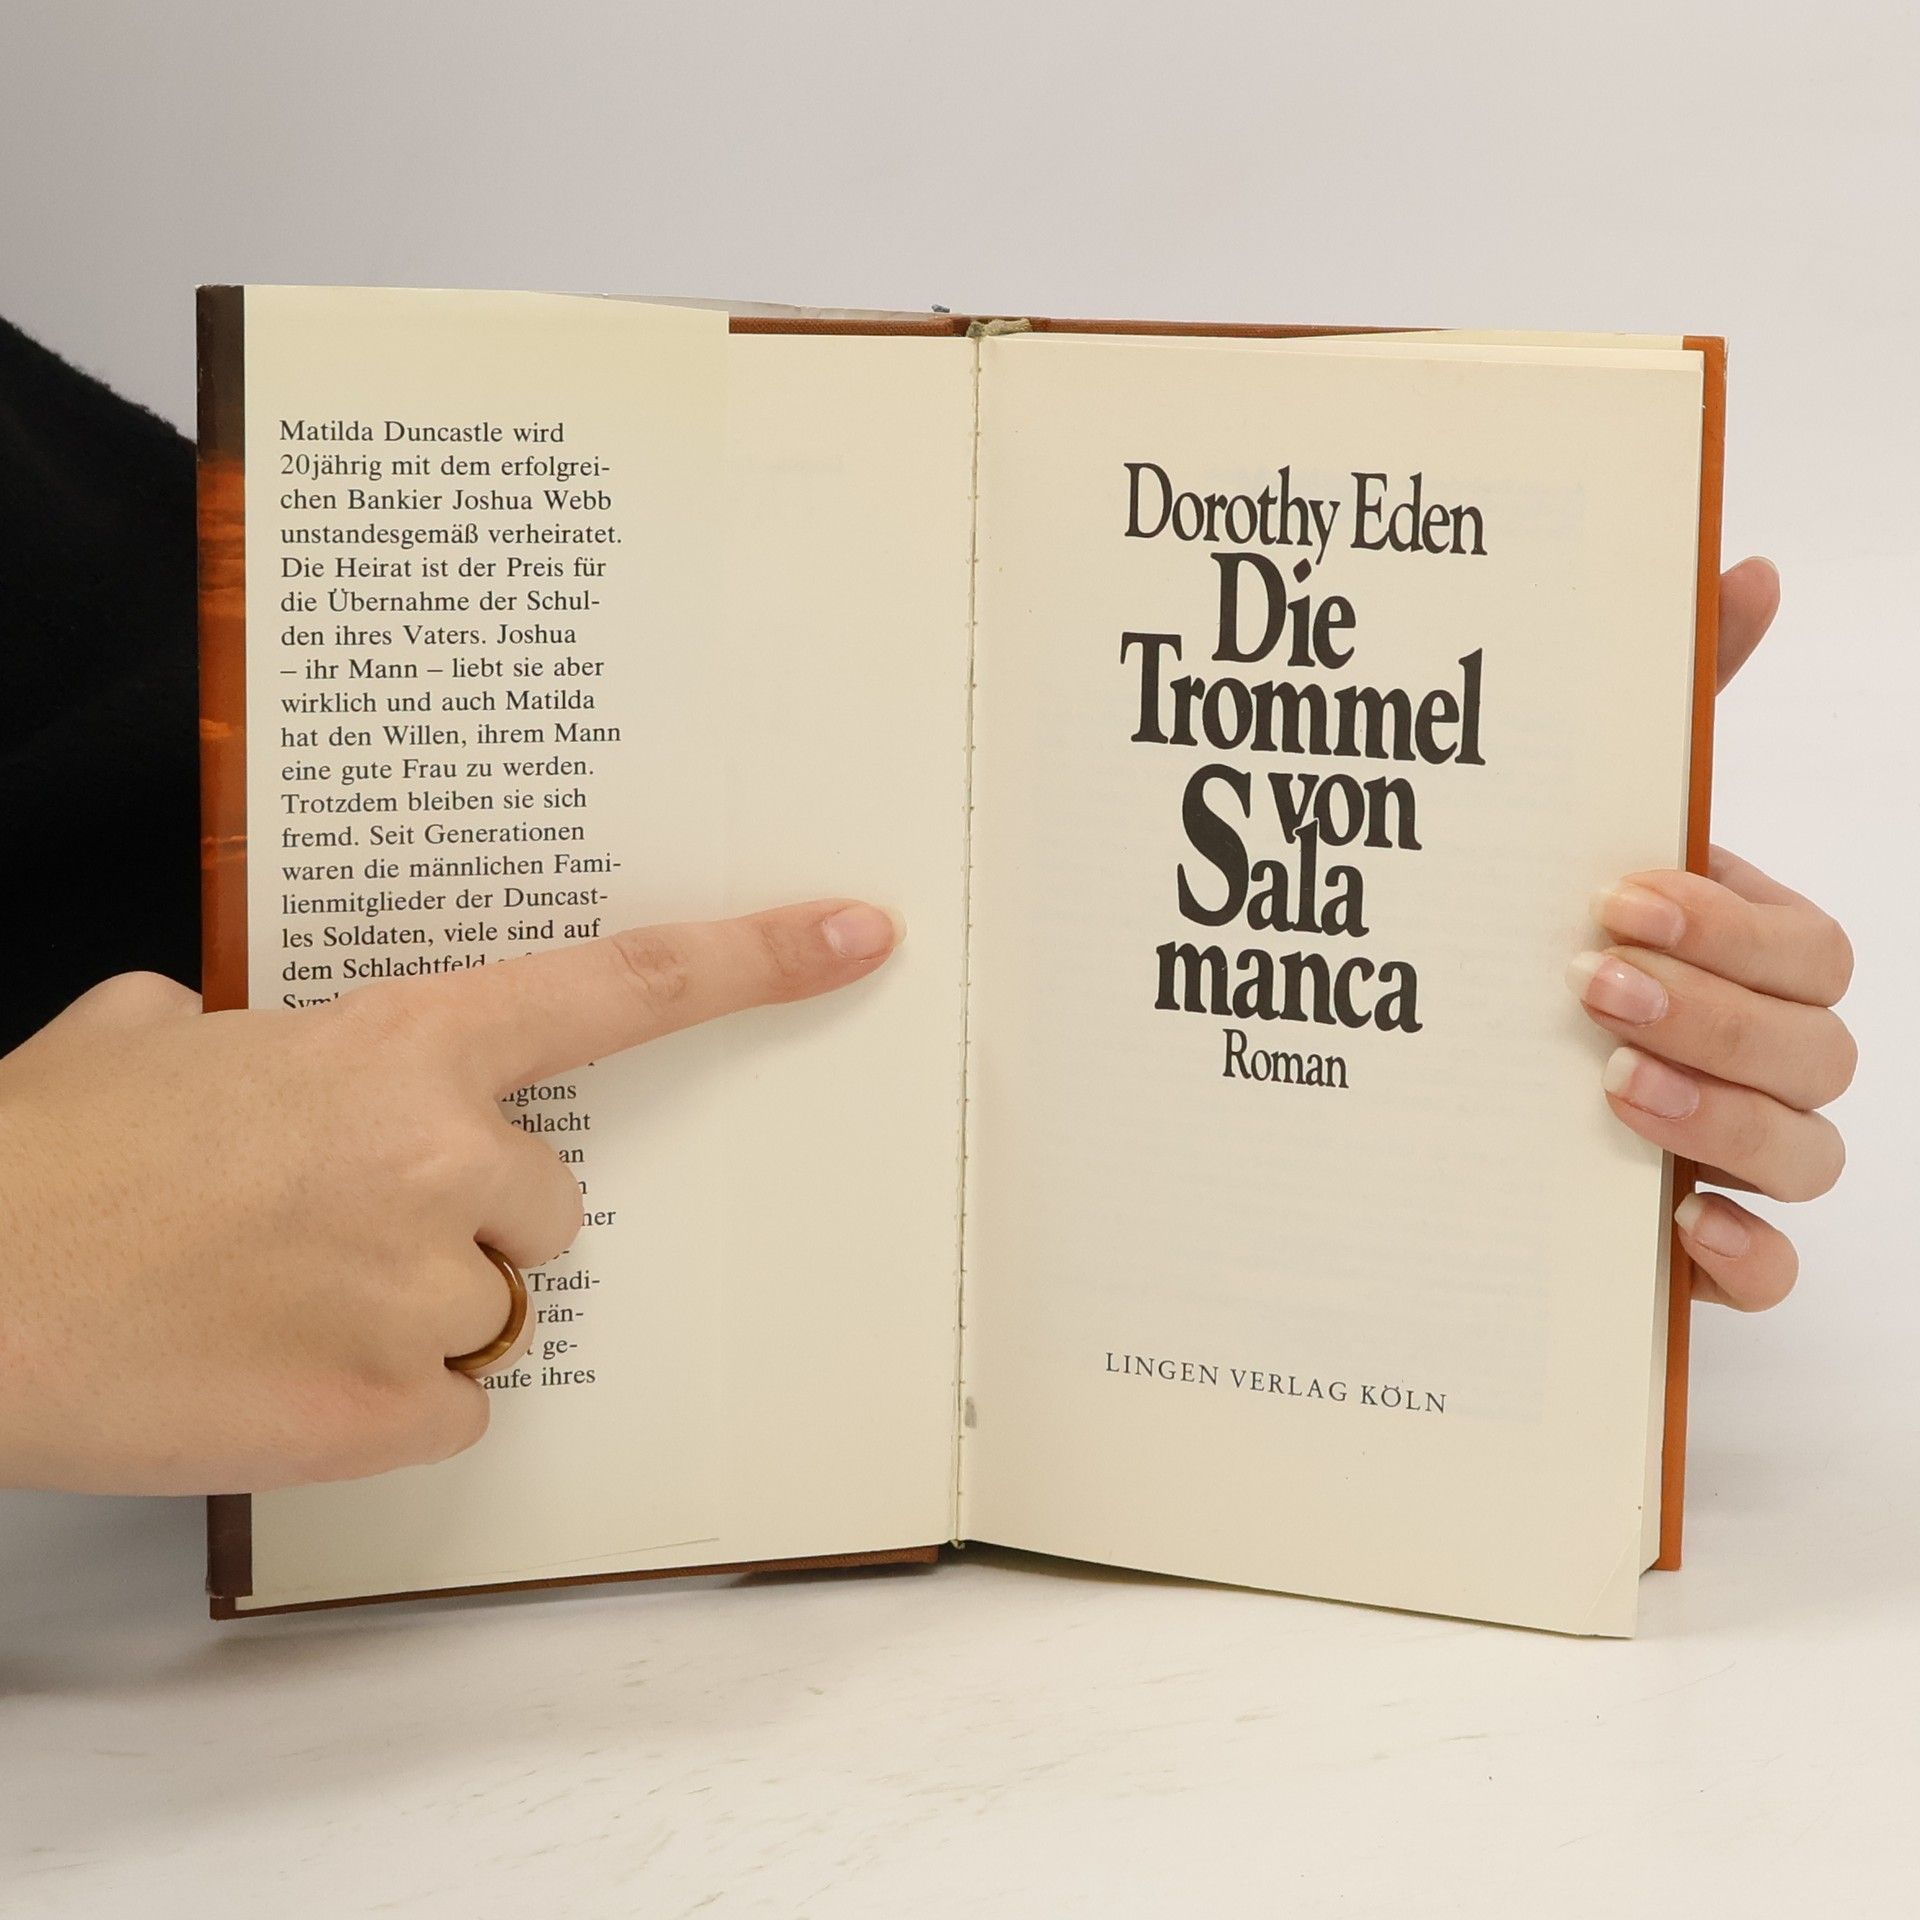 Matilda Duncastle wird
20jährig mit dem erfolgrei-
chen Bankier Joshua Webb
unstandesgemäß verheiratet.
Die Heirat ist der Preis für
die Übernahme der Schul-
den ihres Vaters. Joshua
– ihr Mann – liebt sie aber
wirklich und auch Matilda
hat den Willen, ihrem Mann
eine gute Frau zu werden.
Trotzdem bleiben sie sich
fremd. Seit Generationen
waren die männlichen Fami-
lienmitglieder der Duncast-
les Soldaten, viele sind auf
dem Schlachtfeld
an
Tradi-
rän-
ge-
aufe ihres
Dorothy Eden
Die
Trommel
von
Sala
manca
Roman
LINGEN VERLAG KÖLN